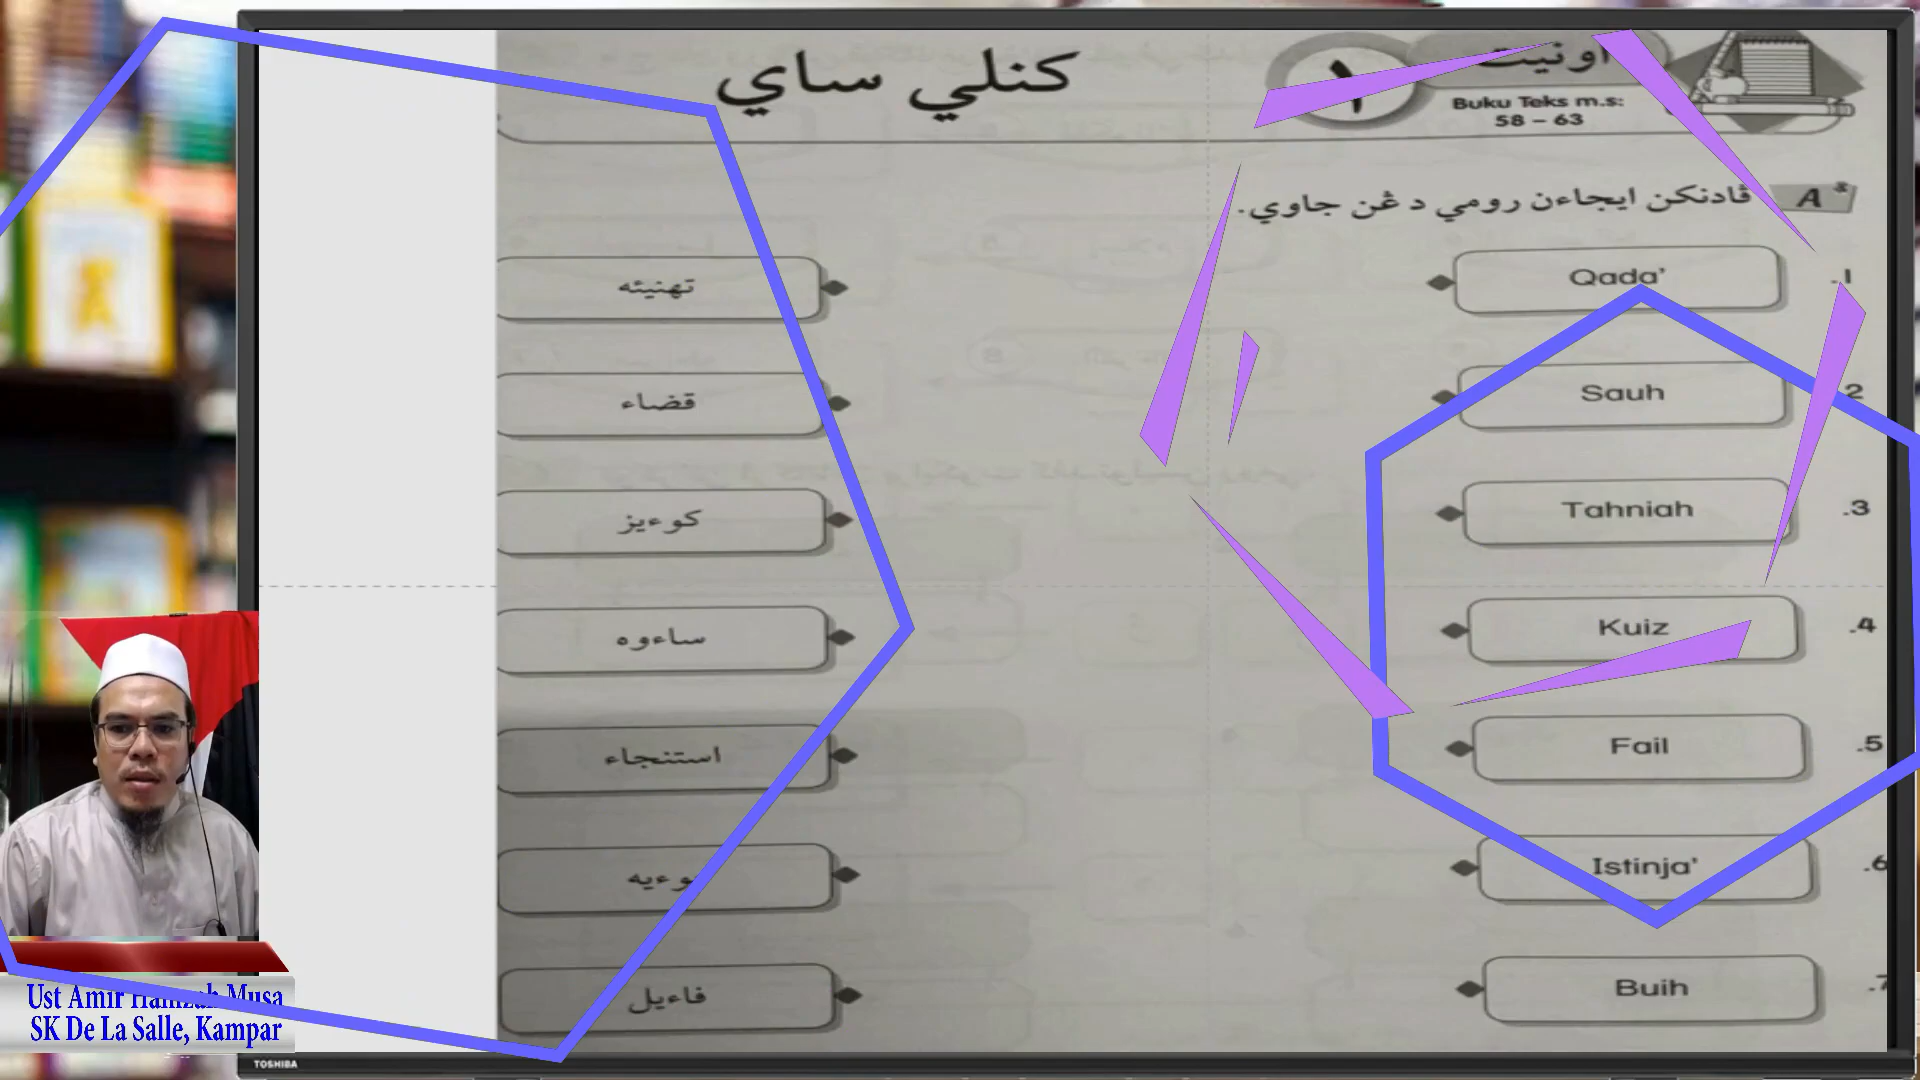 اونيت
١
كنلي ساي
Buku Teks m.s:
58 – 63
A
ڤادنكن ايجاءن رومي دڠن جاوي.
1.
Qada’
تهنيئه
2
Sauh
قضاء
3.
Tahniah
كوءيز
4.
Kuiz
ساءوه
5.
Fail
استنجاء
6.
Istinja’
بوءيه
7.
Buih
فاءيل
Ust Amir Hamzah Musa
SK De La Salle, Kampar
TOSHIBA